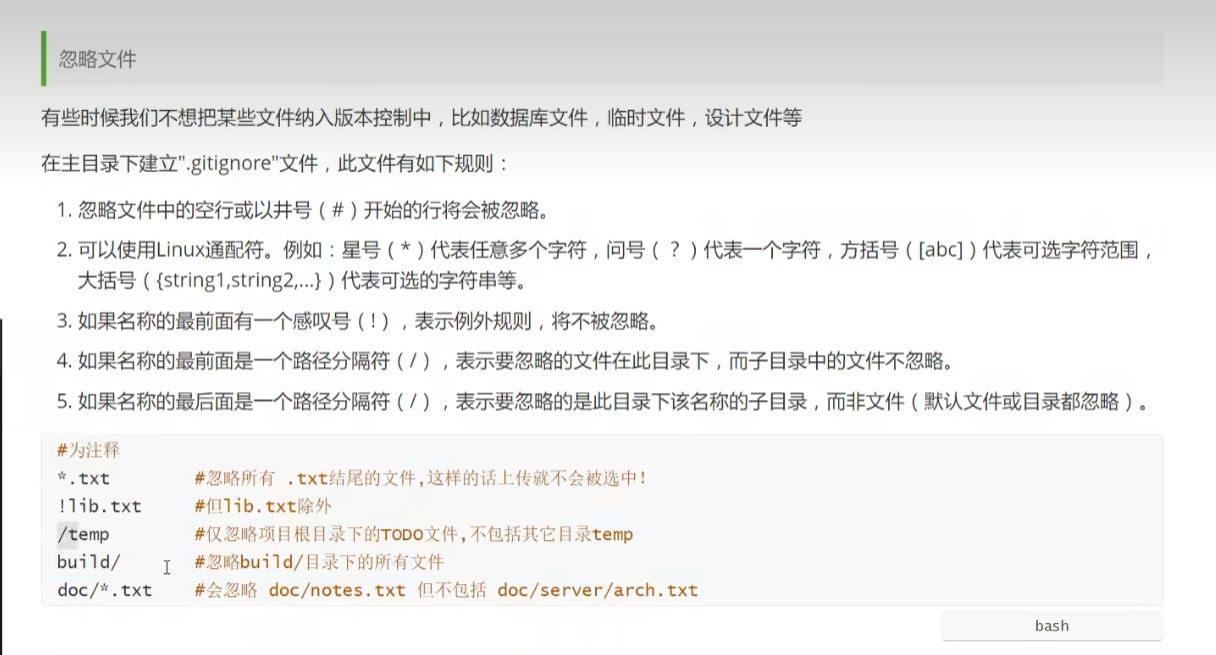 忽略文件
有些时候我们不想把某些文件纳入版本控制中，比如数据库文件，临时文件，设计文件等
在主目录下建立".gitignore"文件，此文件有如下规则：
1. 忽略文件中的空行或以井号（#）开始的行将会被忽略。
2. 可以使用Linux通配符。例如：星号（*）代表任意多个字符，问号（？）代表一个字符，方括号（[abc]）代表可选字符范围，
大括号（{string1,string2,...}）代表可选的字符串等。
3. 如果名称的最前面有一个感叹号（!），表示例外规则，将不被忽略。
4. 如果名称的最前面是一个路径分隔符（/），表示要忽略的文件在此目录下，而子目录中的文件不忽略。
5. 如果名称的最后面是一个路径分隔符（/），表示要忽略的是此目录下该名称的子目录，而非文件（默认文件或目录都忽略）。
#为注释
*.txt #忽略所有 .txt结尾的文件,这样的话上传就不会被选中!
!lib.txt #但lib.txt除外
/temp #仅忽略项目根目录下的TODO文件,不包括其它目录temp
build/ #忽略build/目录下的所有文件
doc/*.txt #会忽略 doc/notes.txt 但不包括 doc/server/arch.txt
bash